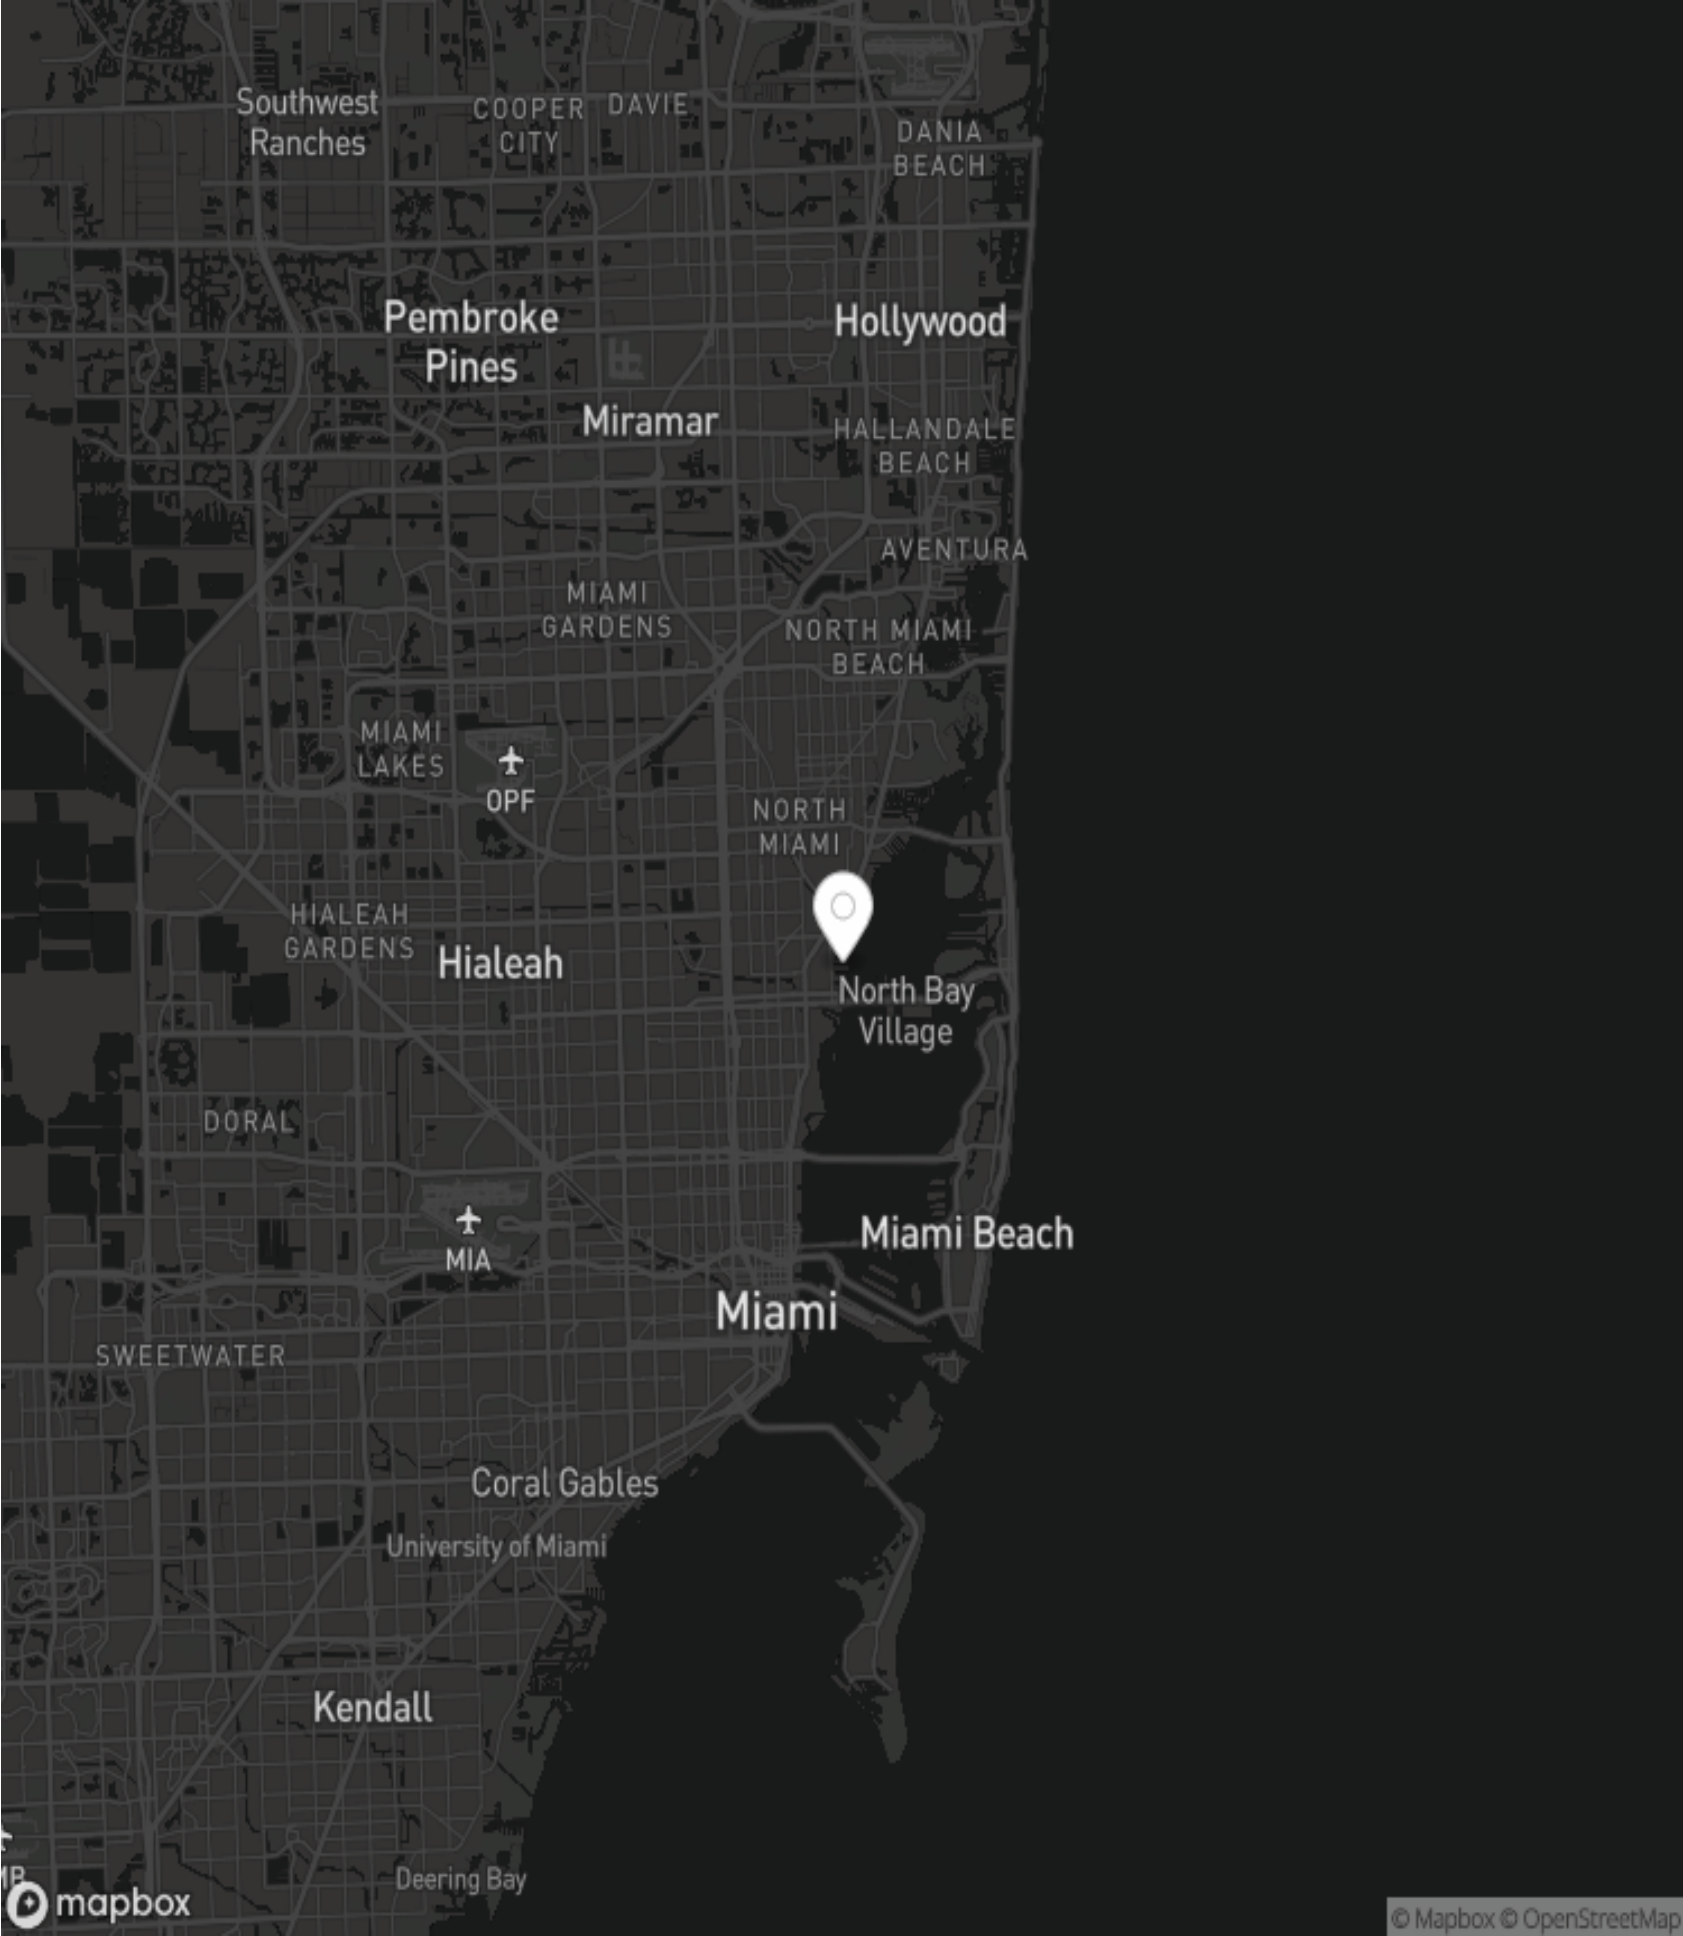 Southwest
Ranches
COOPER
CITY
DAVIE
DANIA
BEACH
Pembroke
Pines
Hollywood
Miramar
HALLANDALE
BEACH
AVENTURA
MIAMI
GARDENS
NORTH MIAMI
BEACH
MIAMI
LAKES
OPF
NORTH
MIAMI
HIALEAH
GARDENS
Hialeah
North Bay
Village
DORAL
MIA
Miami Beach
Miami
SWEETWATER
Coral Gables
University of Miami
Kendall
Deering Bay
mapbox
© Mapbox © OpenStreetMap